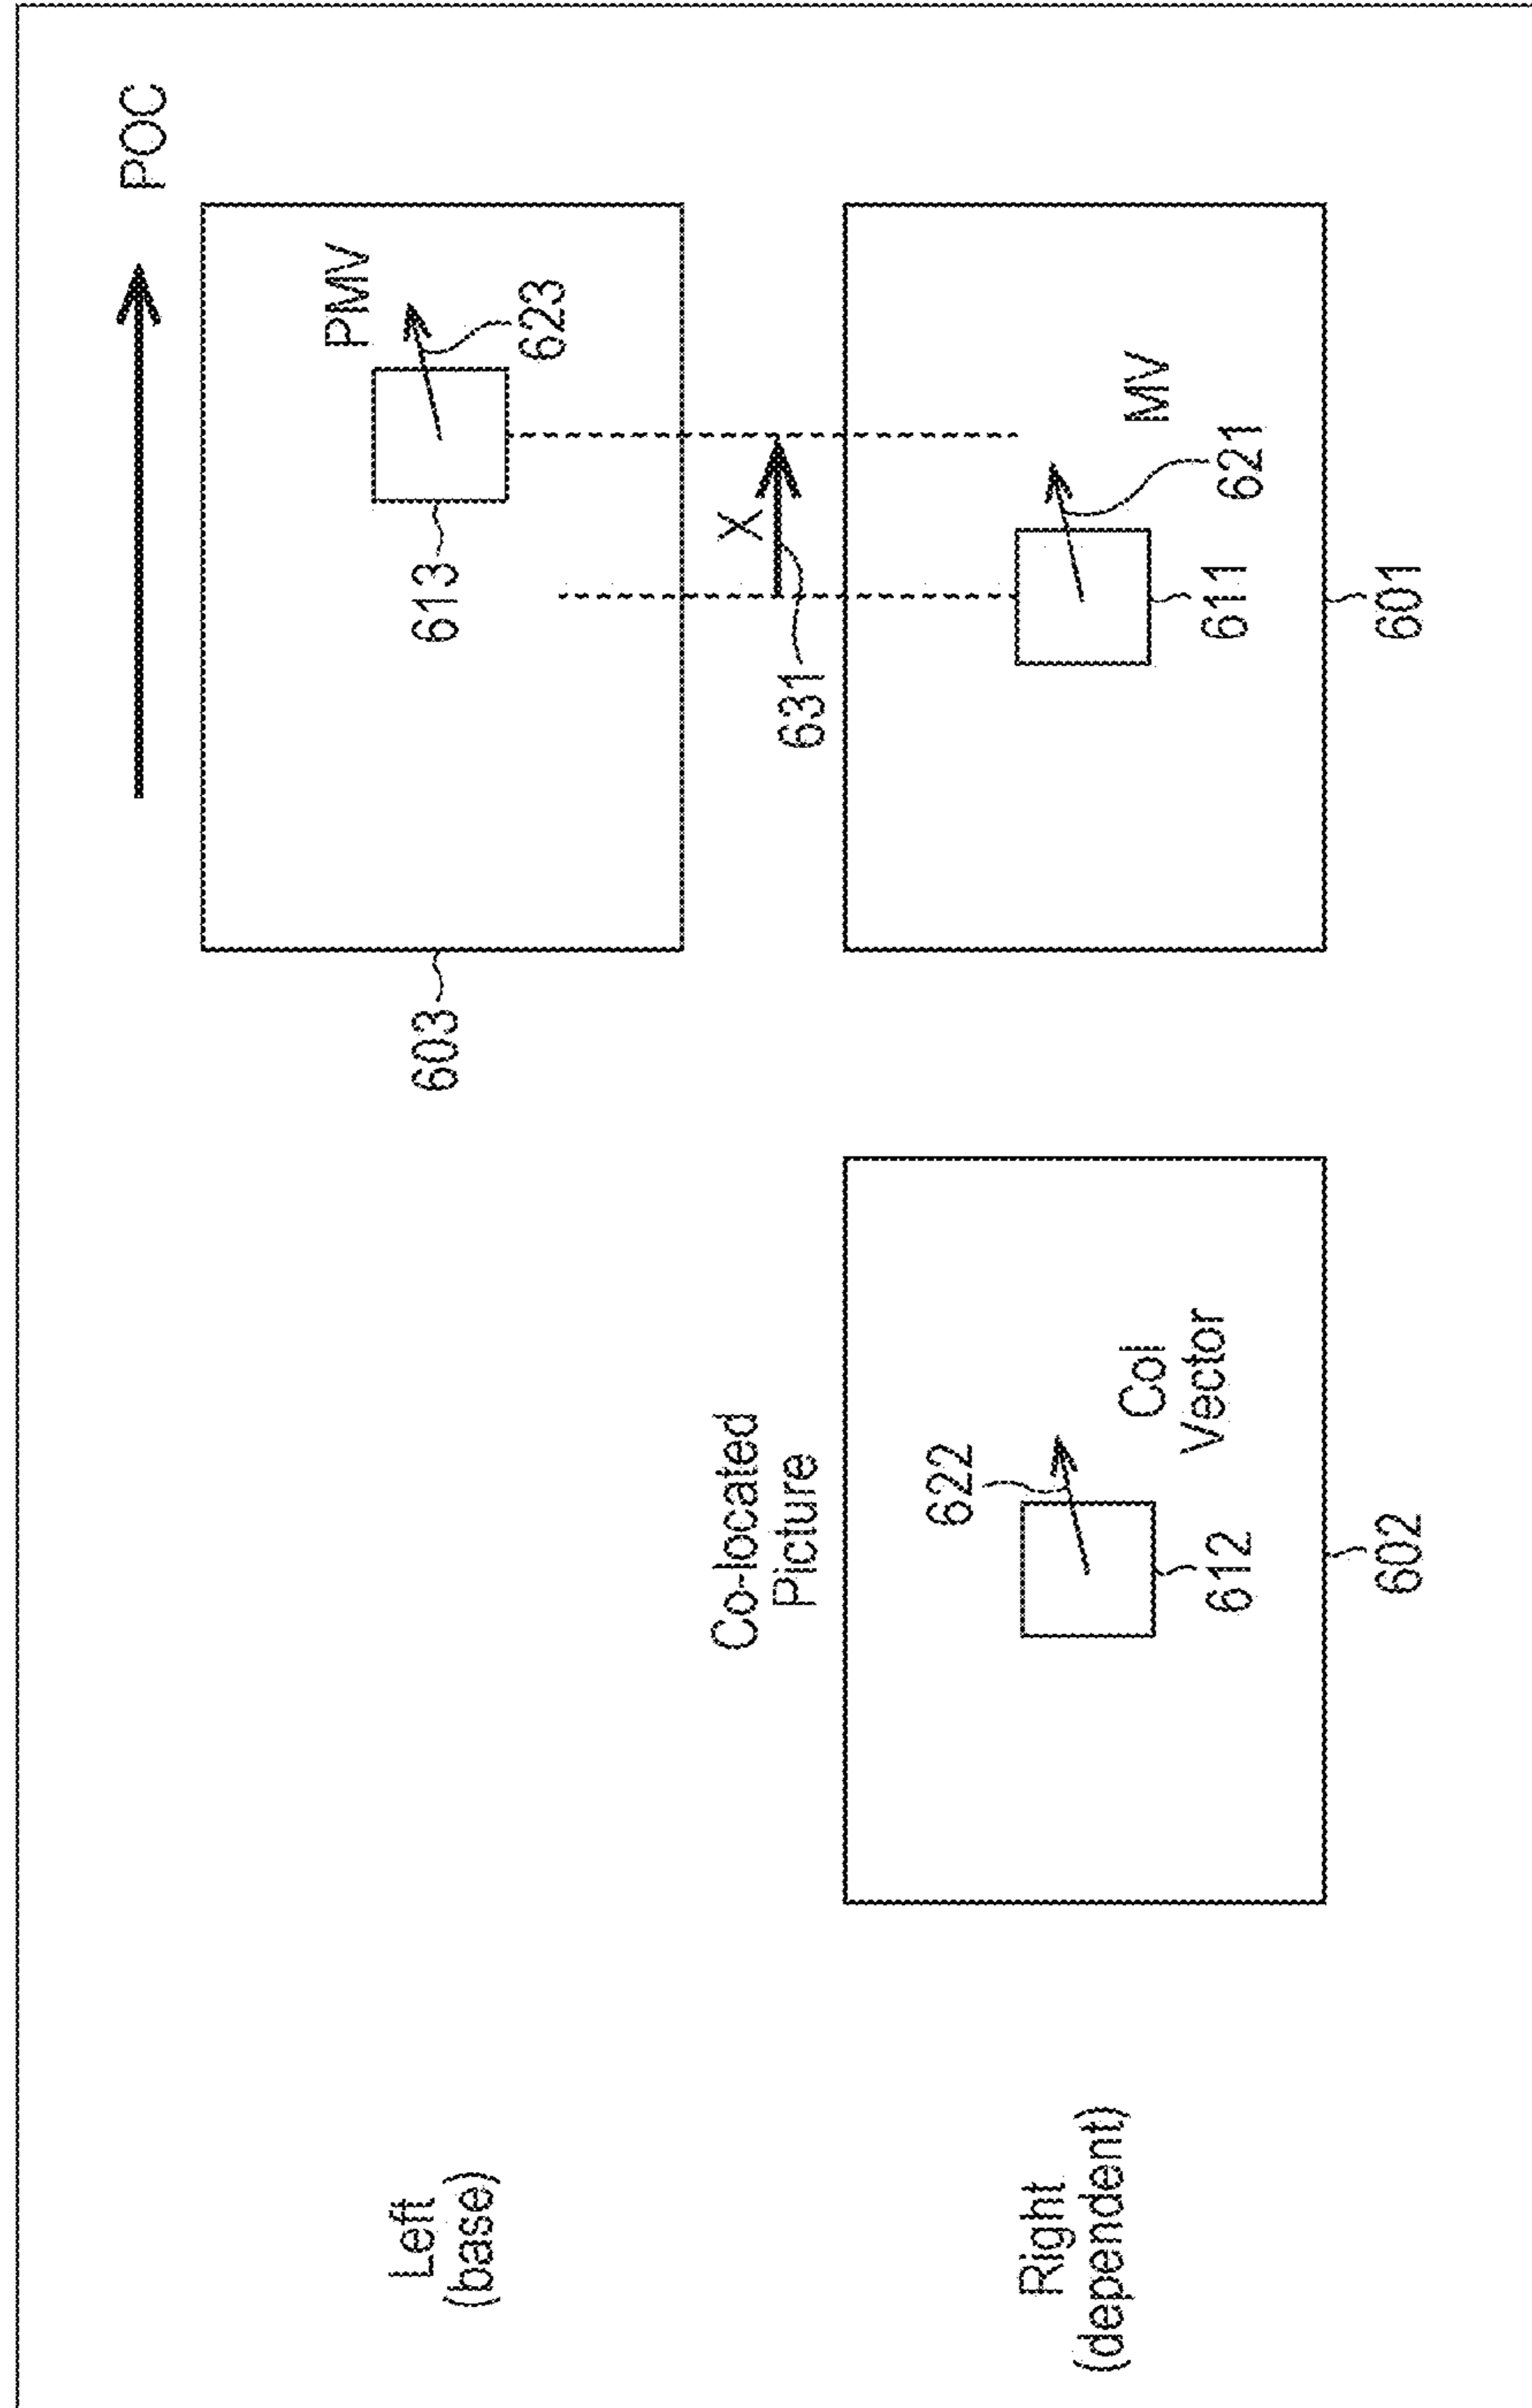 POC
Left
(base)
603
613
PMV
623
Co-located
Picture
631
X
Right
(dependent)
622
Col
Vector
612
602
MV
621
611
601